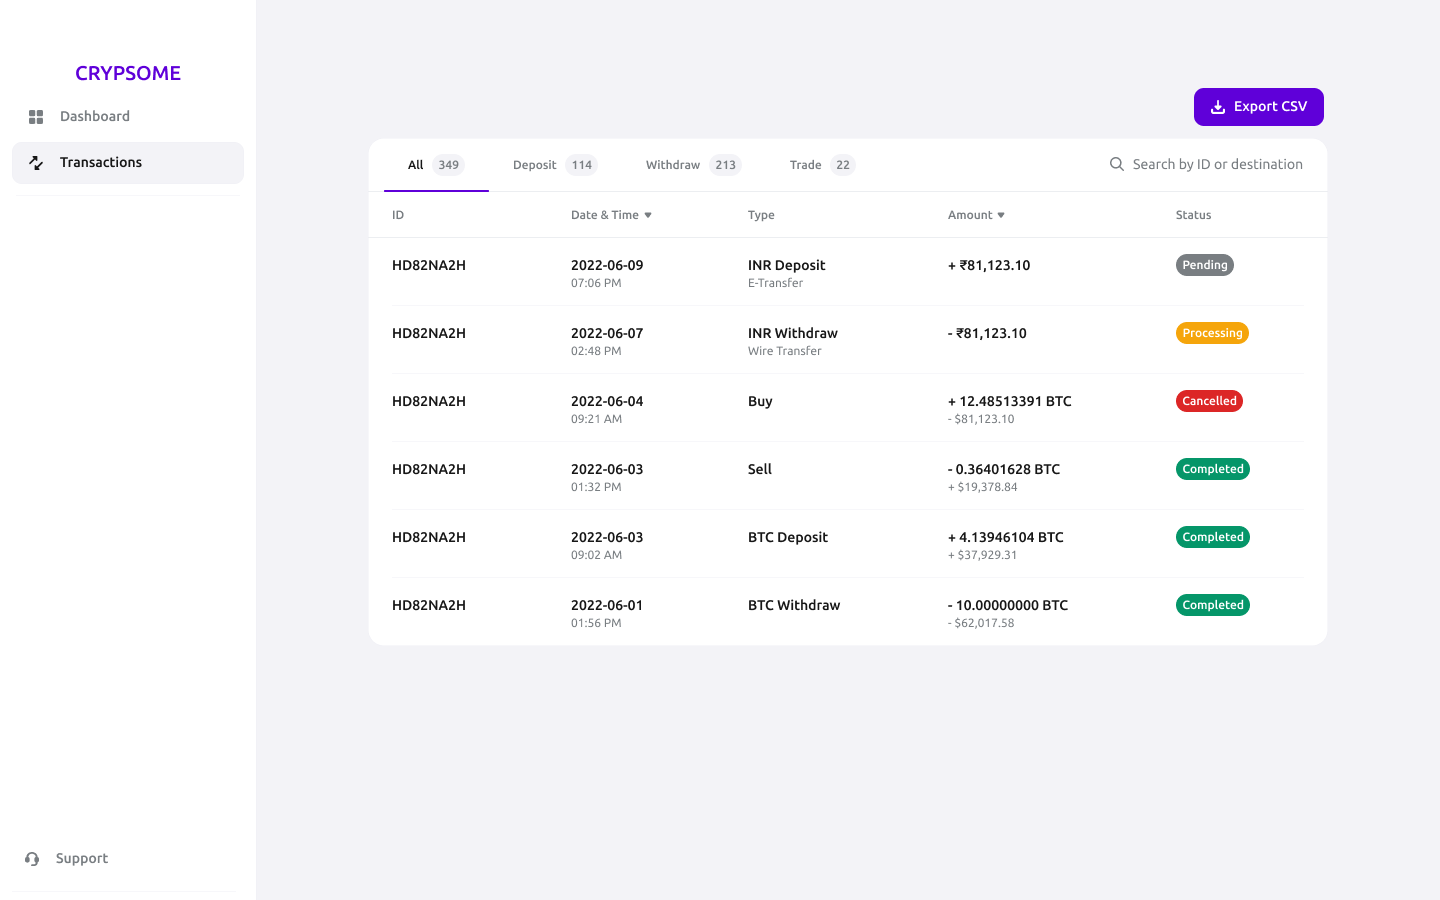 CRYPSOME
Dashboard
Transactions
Support
Export CSV
All 349 Deposit 114 Withdraw 213 Trade 22 Search by ID or destination
ID Date & Time Type Amount Status
HD82NA2H 2022-06-09 INR Deposit + ₹81,123.10 Pending
07:06 PM E-Transfer
HD82NA2H 2022-06-07 INR Withdraw - ₹81,123.10 Processing
02:48 PM Wire Transfer
HD82NA2H 2022-06-04 Buy + 12.48513391 BTC Cancelled
09:21 AM - $81,123.10
HD82NA2H 2022-06-03 Sell - 0.36401628 BTC Completed
01:32 PM + $19,378.84
HD82NA2H 2022-06-03 BTC Deposit + 4.13946104 BTC Completed
09:02 AM + $37,929.31
HD82NA2H 2022-06-01 BTC Withdraw - 10.00000000 BTC Completed
01:56 PM - $62,017.58